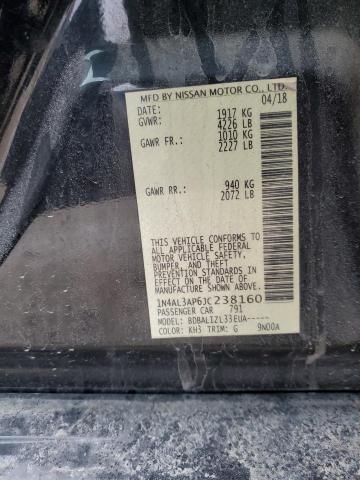 MFD BY NISSAN MOTOR CO., LTD.
DATE: 04/18
GVWR: 1917 KG
4226 LB
GAWR FR.: 1010 KG
2227 LB
GAWR RR.: 940 KG
2072 LB
THIS VEHICLE CONFORMS TO
ALL APPLICABLE FEDERAL
MOTOR VEHICLE SAFETY,
BUMPER, AND THEFT
PREVENTION STANDARDS
IN EFFECT ON THE DATE OF
MANUFACTURE SHOWN ABOVE.
1N4AL3AP6JC238160
PASSENGER CAR 791
MODEL: BDBALIZL33EUA-----
COLOR: KH3 TRIM: G 9N00A